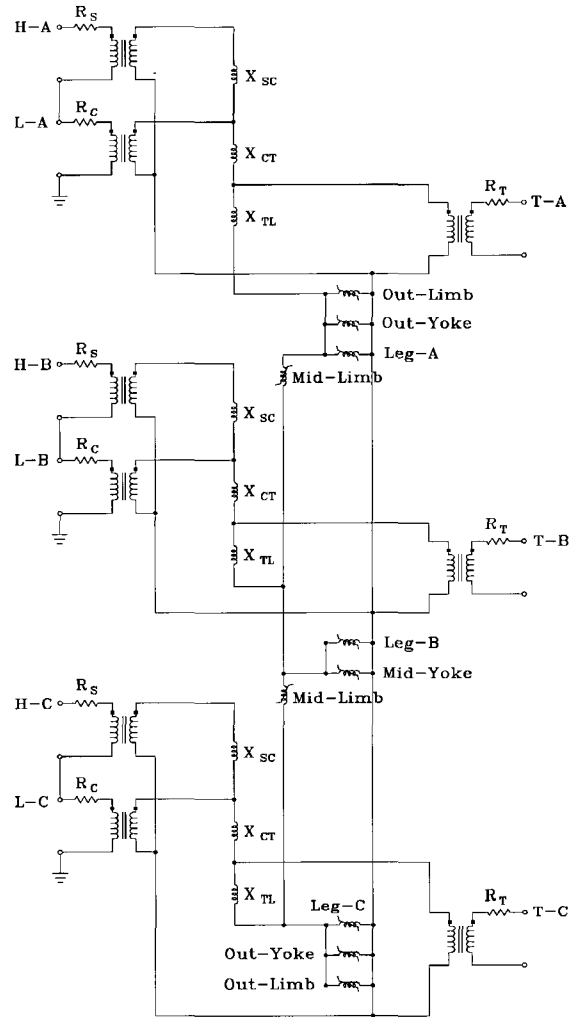 H-A R_S
X_SC
L-A R_C
X_CT
R_T T-A
X_TL
Out-Limb
Out-Yoke
Leg-A
Mid-Limb
H-B R_S
X_SC
L-B R_C
X_CT
R_T T-B
X_TL
Leg-B
Mid-Yoke
Mid-Limb
H-C R_S
X_SC
L-C R_C
X_CT
X_TL
Leg-C
R_T T-C
Out-Yoke
Out-Limb